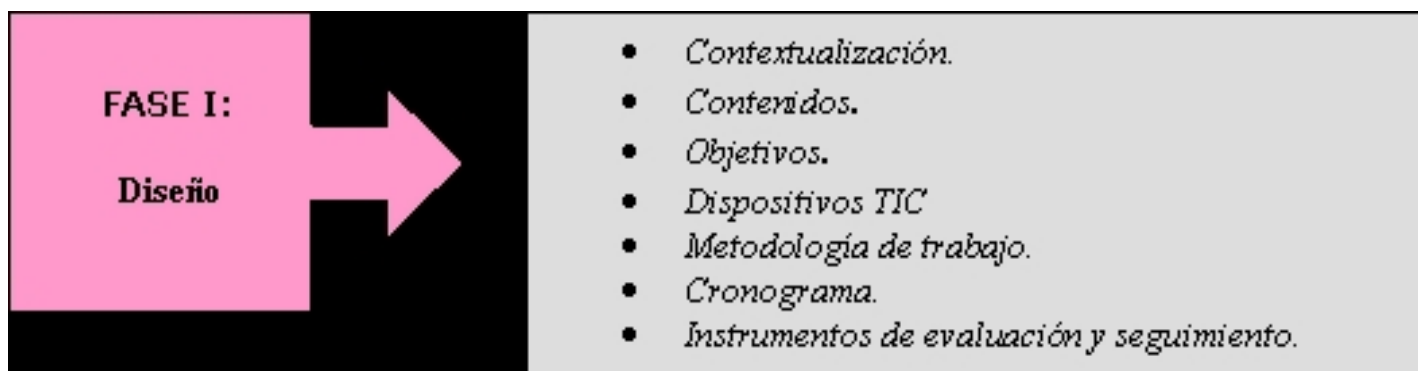 FASE I:
Diseño
• Contextualización.
• Contenidos.
• Objetivos.
• Dispositivos TIC
• Metodología de trabajo.
• Cronograma.
• Instrumentos de evaluación y seguimiento.